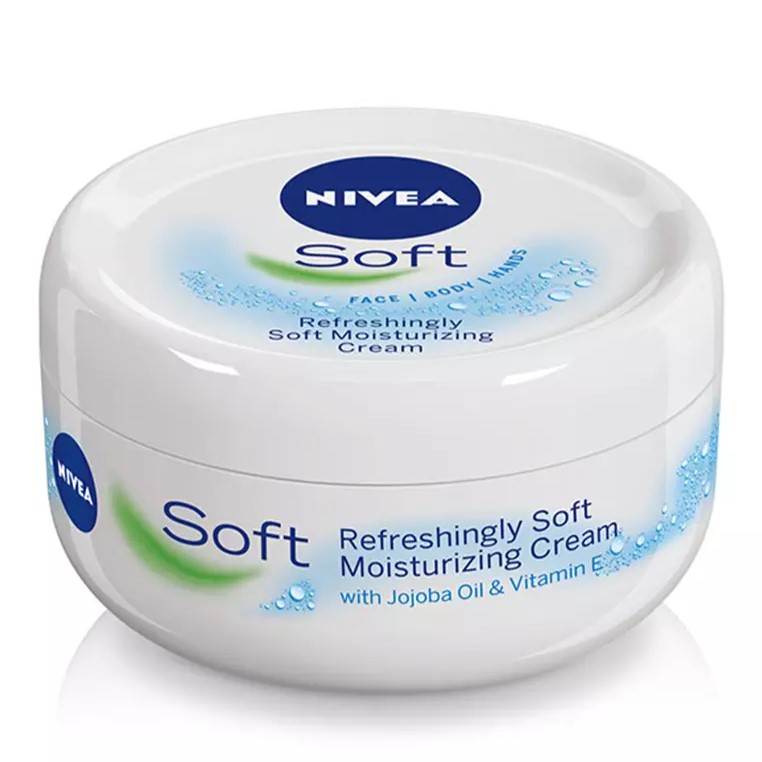 NIVEA
Soft
FACE | BODY | HANDS
Refreshingly
Soft Moisturizing
Cream
NIVEA
Soft
Refreshingly Soft
Moisturizing Cream
with Jojoba Oil & Vitamin E